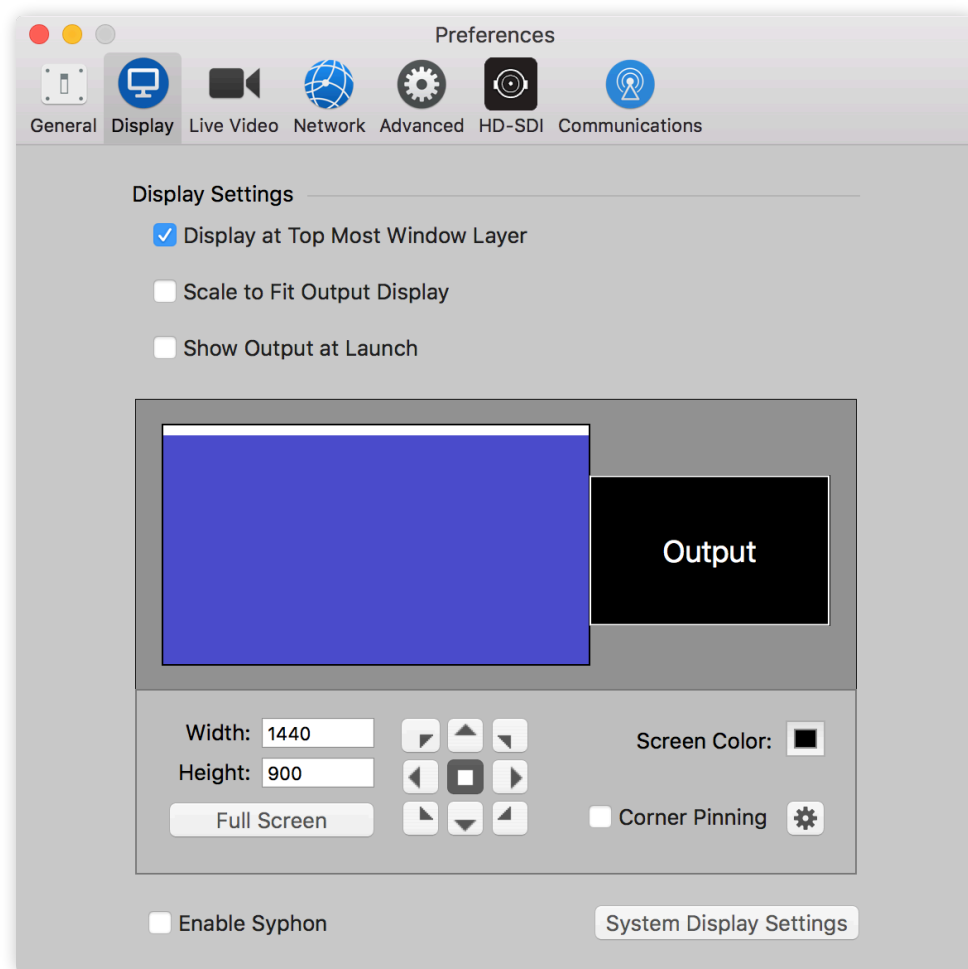 Preferences
General Display Live Video Network Advanced HD-SDI Communications
Display Settings
Display at Top Most Window Layer
Scale to Fit Output Display
Show Output at Launch
Output
Width: 1440
Screen Color:
Height: 900
Full Screen
Corner Pinning
Enable Syphon
System Display Settings